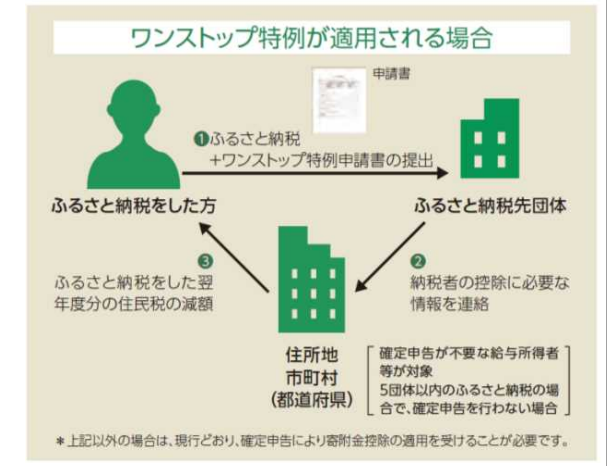 ワンストップ特例が適用される場合
申請書
❶ふるさと納税
+ワンストップ特例申請書の提出
ふるさと納税をした方
ふるさと納税先団体
❸
ふるさと納税をした翌
年度分の住民税の減額
❷
納税者の控除に必要な
情報を連絡
住所地
市町村
(都道府県)
確定申告が不要な給与所得者
等が対象
5団体以内のふるさと納税の場
合で、確定申告を行わない場合
＊上記以外の場合は、現行どおり、確定申告により寄附金控除の適用を受けることが必要です。